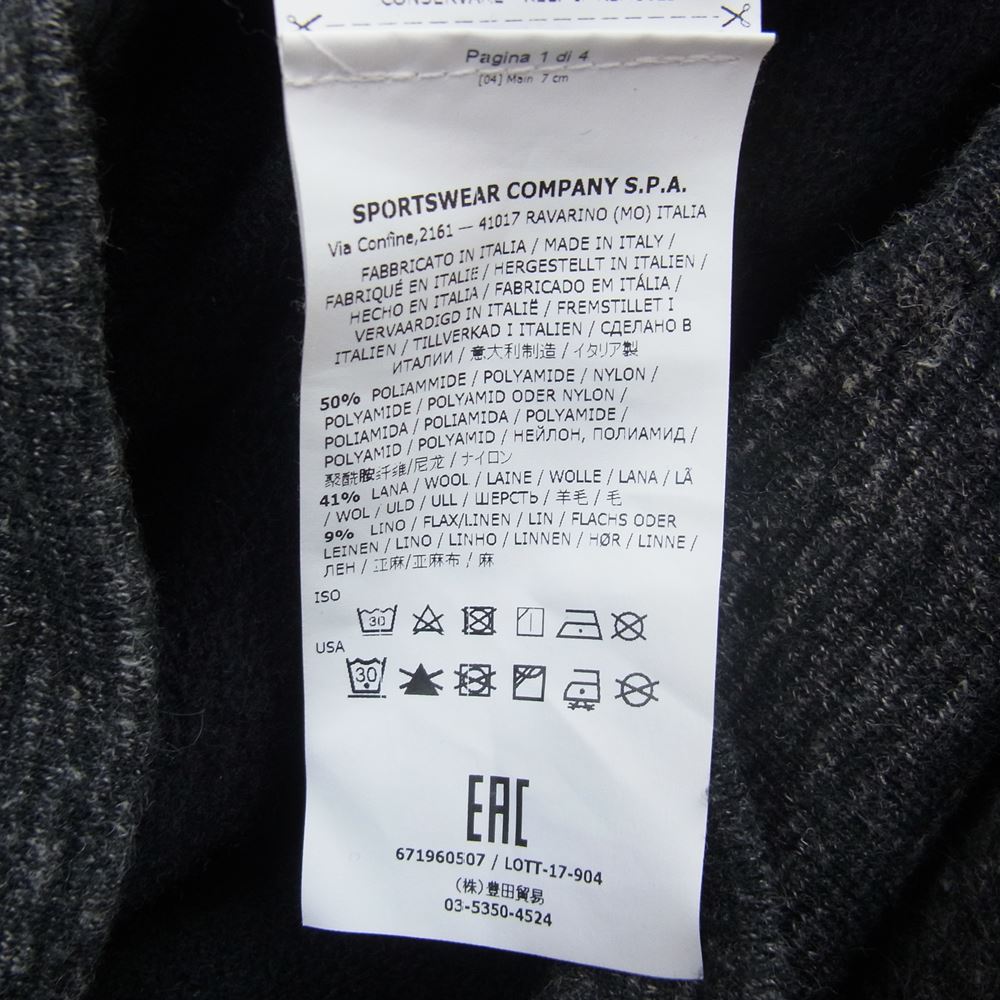 Pagina 1 di 4
[04] Main 7 cm
SPORTSWEAR COMPANY S.P.A.
Via Confine,2161 — 41017 RAVARINO (MO) ITALIA
FABBRICATO IN ITALIA / MADE IN ITALY /
FABRIQUÉ EN ITALIE / HERGESTELLT IN ITALIEN /
HECHO EN ITALIA / FABRICADO EM ITÁLIA /
VERVAARDIGD IN ITALIË / FREMSTILLET I
ITALIEN / TILLVERKAD I ITALIEN / СДЕЛАНО В
ИТАЛИИ / 意大利制造 / イタリア製
50% POLIAMMIDE / POLYAMIDE / NYLON /
POLYAMIDE / POLYAMID ODER NYLON /
POLIAMIDA / POLIAMIDA / POLYAMIDE /
POLYAMID / POLYAMID / НЕЙЛОН, ПОЛИАМИД /
聚酰胺纤维/尼龙 / ナイロン
41% LANA / WOOL / LAINE / WOLLE / LANA / LÃ
/ WOL / ULD / ULL / ШЕРСТЬ / 羊毛 / 毛
9% LINO / FLAX/LINEN / LIN / FLACHS ODER
LEINEN / LINO / LINHO / LINNEN / HØR / LINNE /
ЛЕН / 亚麻/亚麻布 / 麻
ISO
30
USA
30
EAC
671960507 / LOTT-17-904
(株)豊田貿易
03-5350-4524